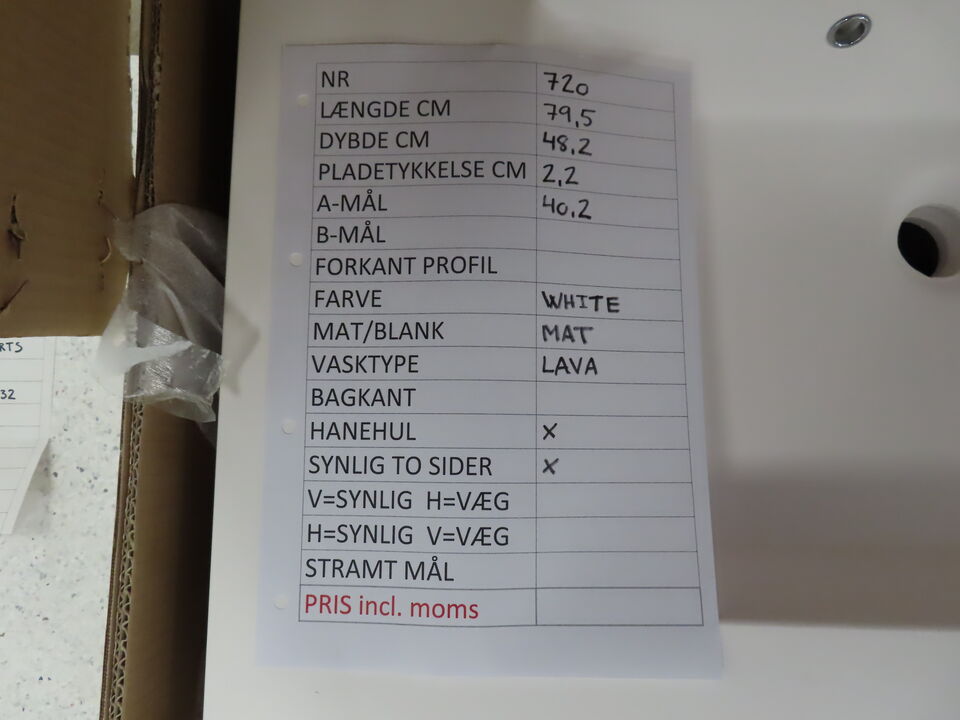 NR 720
LÆNGDE CM 79,5
DYBDE CM 48,2
PLADETYKKELSE CM 2,2
A-MÅL 40,2
B-MÅL
FORKANT PROFIL
FARVE WHITE
MAT/BLANK MAT
VASKTYPE LAVA
BAGKANT
HANEHUL X
SYNLIG TO SIDER X
V=SYNLIG H=VÆG
H=SYNLIG V=VÆG
STRAMT MÅL
PRIS incl. moms
RTS
32